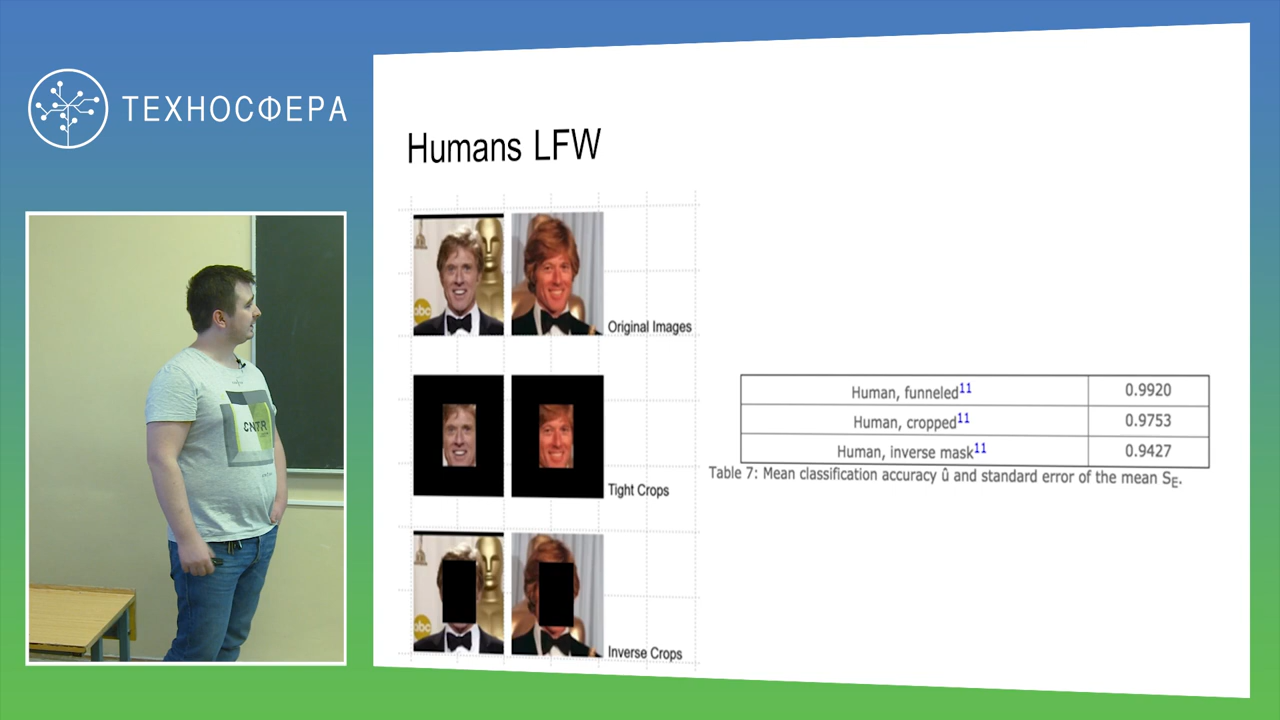 ТЕХНОСФЕРА
Humans LFW
abc
Original Images
Human, funneled11 0.9920
Human, cropped11 0.9753
Human, inverse mask11 0.9427
Table 7: Mean classification accuracy û and standard error of the mean SE.
Tight Crops
abc
Inverse Crops